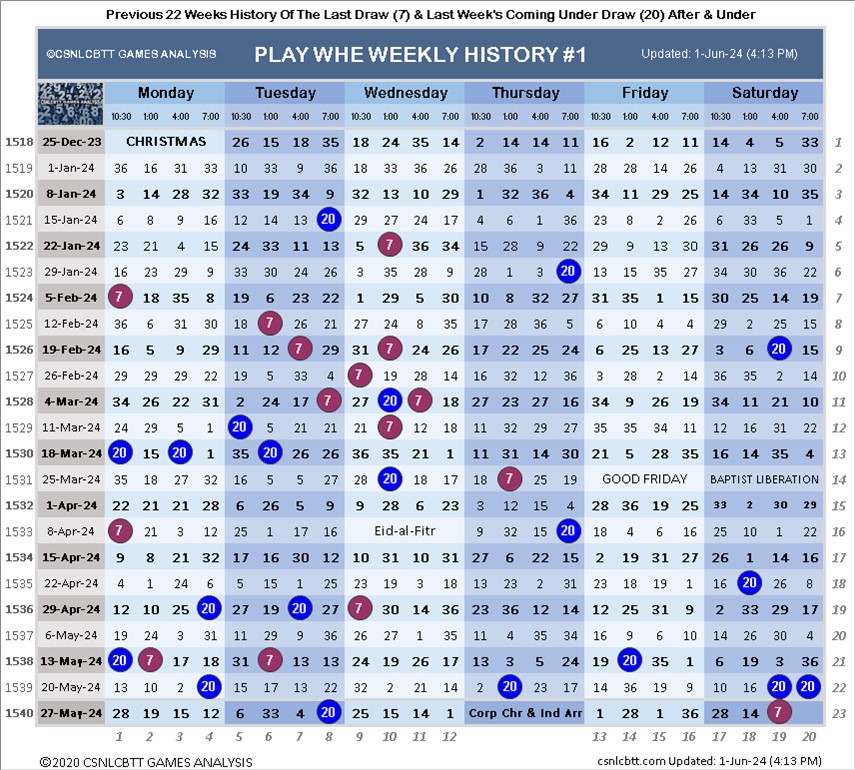 Previous 22 Weeks History Of The Last Draw (7) & Last Week's Coming Under Draw (20) After & Under
©CSNLCBTT GAMES ANALYSIS PLAY WHE WEEKLY HISTORY #1 Updated: 1-Jun-24 (4:13 PM)
Monday Tuesday Wednesday Thursday Friday Saturday
CSNLCBTT GAMES ANALYSIS 10:30 1:00 4:00 7:00 10:30 1:00 4:00 7:00 10:30 1:00 4:00 7:00 10:30 1:00 4:00 7:00 10:30 1:00 4:00 7:00 10:30 1:00 4:00 7:00
1518 25-Dec-23 CHRISTMAS 26 15 18 35 18 24 35 14 2 14 14 11 16 2 12 11 14 4 5 33 1
1519 1-Jan-24 36 16 31 33 10 33 9 36 18 33 36 26 28 36 3 11 28 28 26 25 4 13 31 30 2
1520 8-Jan-24 3 14 28 32 33 19 34 9 32 13 10 29 1 32 36 4 34 11 29 25 14 34 10 35 3
1521 15-Jan-24 6 8 9 16 12 14 13 20 29 27 24 17 4 6 1 36 23 8 2 26 6 33 5 1 4
1522 22-Jan-24 23 21 4 15 24 33 11 13 5 7 36 34 15 28 9 22 29 9 13 30 31 26 26 9 5
1523 29-Jan-24 16 23 29 9 33 30 24 26 3 35 28 9 28 1 3 20 13 15 35 27 34 30 36 22 6
1524 5-Feb-24 7 18 35 8 19 6 23 22 1 29 5 30 10 8 32 27 31 35 1 15 30 25 14 19 7
1525 12-Feb-24 36 6 31 30 18 7 26 21 27 24 8 35 17 28 36 5 6 10 4 4 29 2 25 15 8
1526 19-Feb-24 16 5 9 29 11 12 7 29 31 7 24 26 17 22 25 24 6 25 13 27 3 6 20 15 9
1527 26-Feb-24 29 29 29 22 19 5 33 4 7 19 28 14 16 32 12 36 3 28 2 14 36 35 2 14 10
1528 4-Mar-24 34 26 22 31 2 24 17 7 27 20 7 18 27 23 27 16 34 9 26 19 34 11 21 10 11
1529 11-Mar-24 24 29 5 1 20 5 21 21 21 7 12 18 11 32 29 27 35 35 34 11 12 16 31 22 12
1530 18-Mar-24 20 15 20 1 35 20 26 26 36 35 21 1 11 31 14 30 21 5 28 35 16 14 35 4 13
1531 25-Mar-24 35 18 27 32 16 5 5 27 28 20 18 17 18 7 25 19 GOOD FRIDAY BAPTIST LIBERATION 14
1532 1-Apr-24 22 21 21 28 6 26 5 9 9 28 6 23 3 12 15 4 28 36 19 25 33 2 30 29 15
1533 8-Apr-24 7 21 3 12 25 1 17 16 Eid-al-Fitr 9 32 15 20 18 4 6 16 25 10 1 22 16
1534 15-Apr-24 9 8 21 32 17 16 30 12 10 31 10 31 27 6 22 15 2 19 31 27 26 1 14 16 17
1535 22-Apr-24 4 1 24 6 5 15 1 25 23 19 3 18 13 23 2 31 23 18 19 1 16 20 26 8 18
1536 29-Apr-24 12 10 25 20 27 19 20 27 7 30 14 36 23 36 12 14 12 25 31 9 2 33 29 17 19
1537 6-May-24 19 24 3 31 11 29 9 36 26 27 1 35 11 4 35 34 16 9 6 10 14 26 30 4 20
1538 13-May-24 20 7 17 18 31 7 13 13 24 19 26 17 13 3 5 24 19 20 35 1 6 19 3 36 21
1539 20-May-24 13 10 2 20 15 17 13 22 32 2 21 14 2 20 23 17 14 36 19 9 10 16 20 20 22
1540 27-May-24 28 19 15 12 6 33 4 20 25 15 14 1 Corp Chr & Ind Arr 1 28 1 36 28 14 7 23
1 2 3 4 5 6 7 8 9 10 11 12 13 14 15 16 17 18 19 20
©2020 CSNLCBTT GAMES ANALYSIS csnlcbtt.com Updated: 1-Jun-24 (4:13 PM)